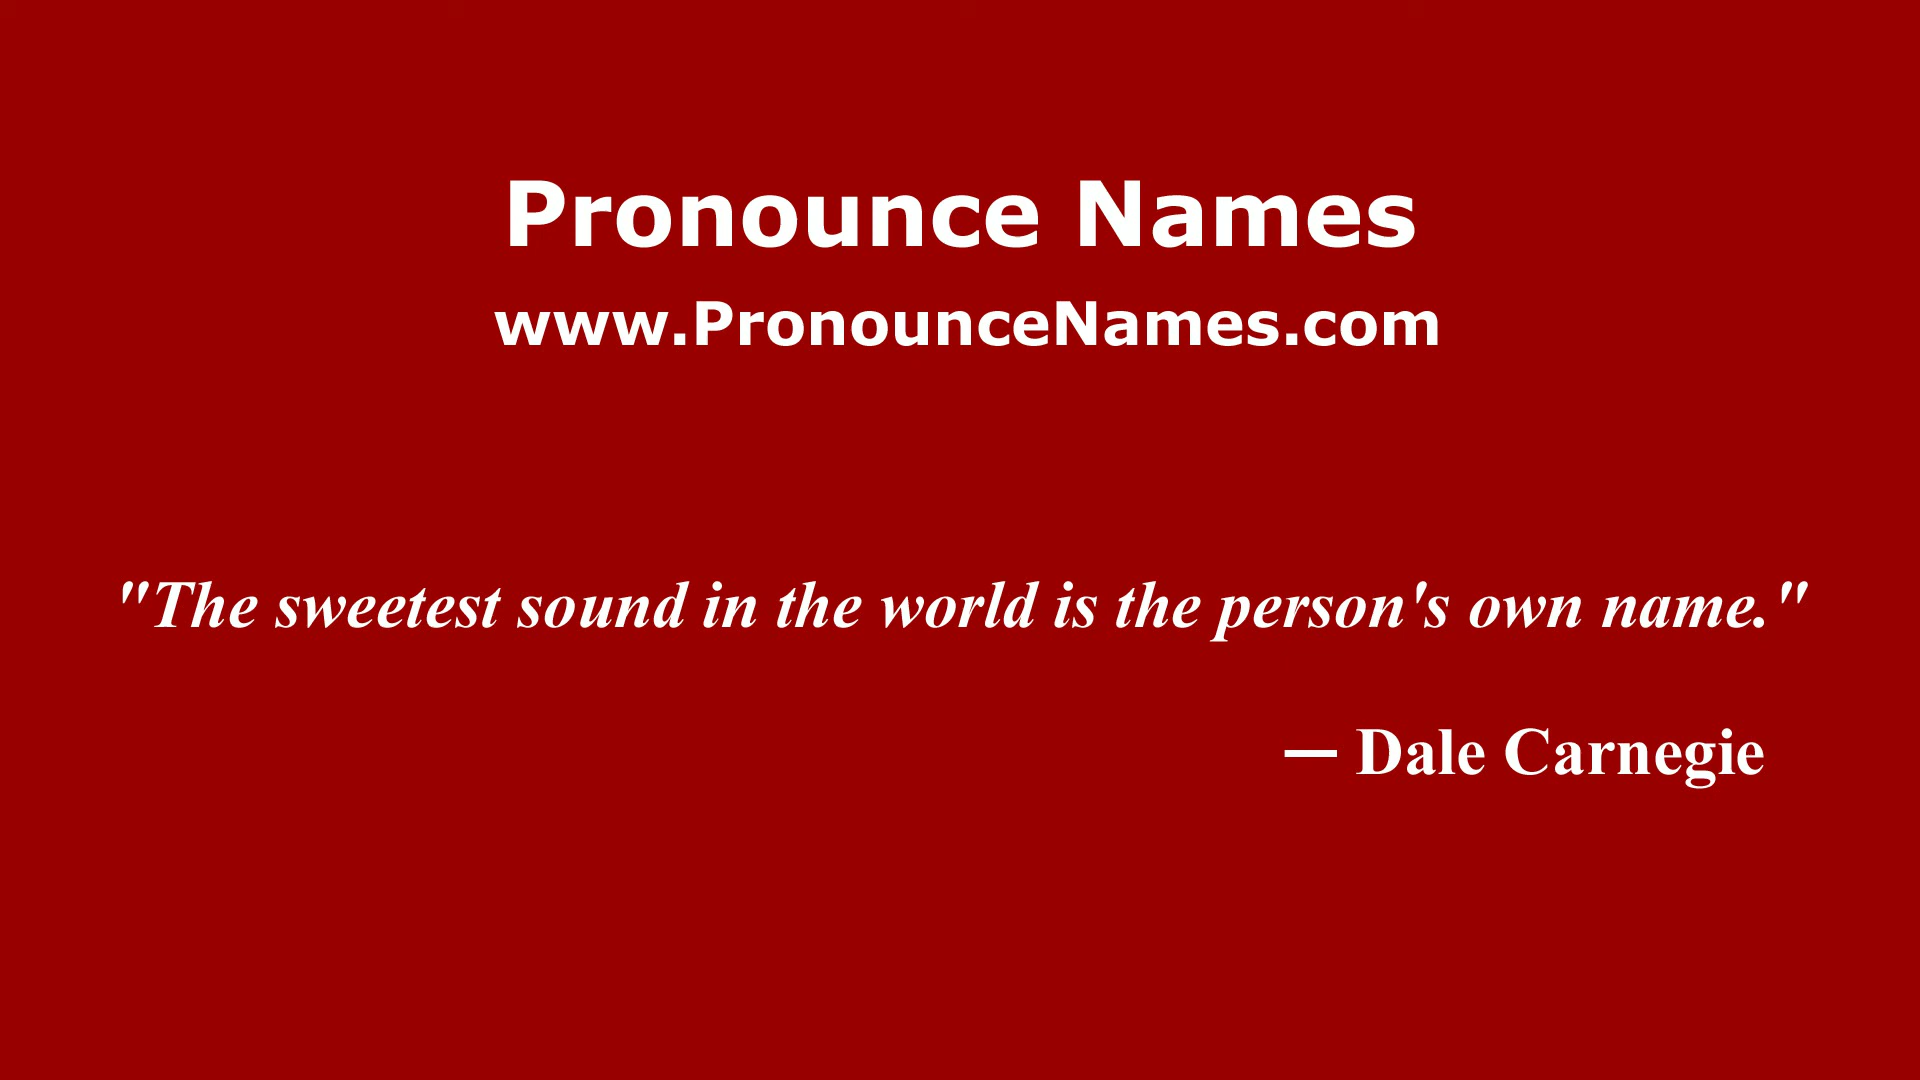 Pronounce Names
www.PronounceNames.com
"The sweetest sound in the world is the person's own name."
— Dale Carnegie